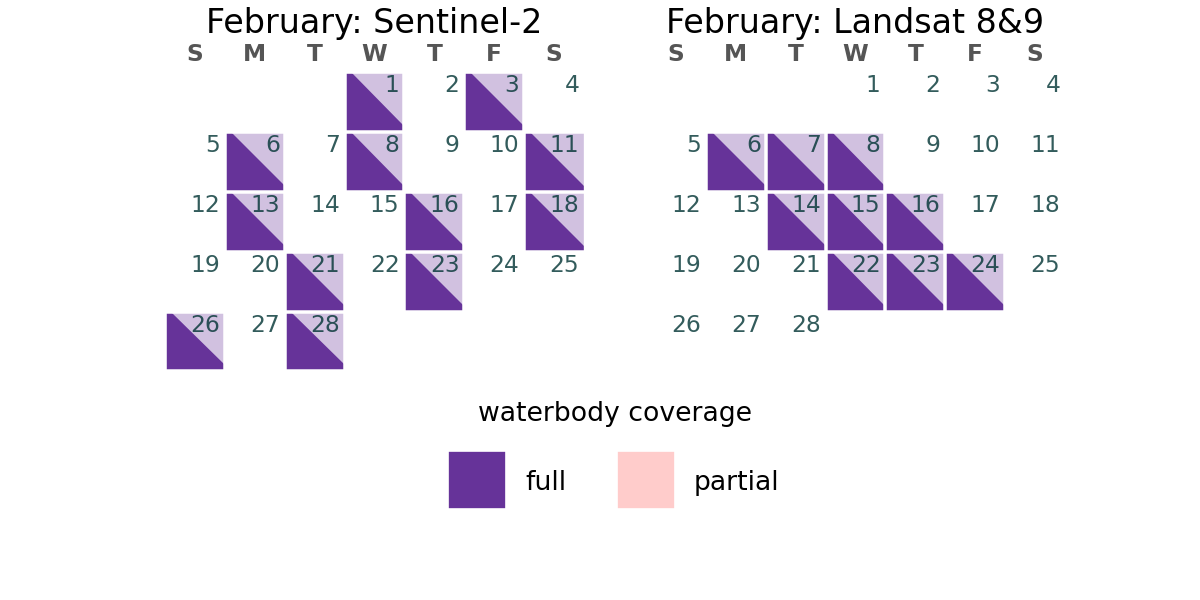 February: Sentinel-2
S M T W T F S
1 2 3 4
5 6 7 8 9 10 11
12 13 14 15 16 17 18
19 20 21 22 23 24 25
26 27 28
February: Landsat 8&9
S M T W T F S
1 2 3 4
5 6 7 8 9 10 11
12 13 14 15 16 17 18
19 20 21 22 23 24 25
26 27 28
waterbody coverage
full partial